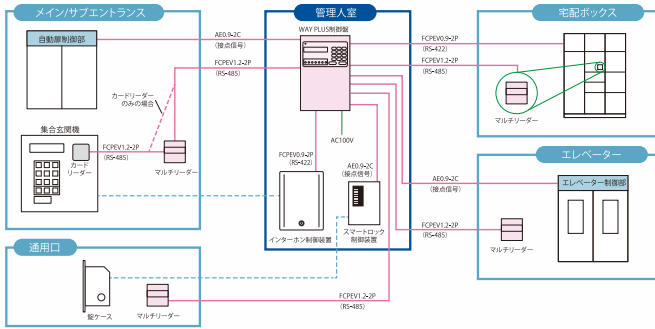 メイン/サブエントランス
自動扉制御部
AE0.9-2C
(接点信号)
FCPEV1.2-2P
(RS-485)
カードリーダー
のみの場合
集合玄関機
カード
リーダー
FCPEV1.2-2P
(RS-485)
マルチリーダー
通用口
錠ケース
マルチリーダー
FCPEV1.2-2P
(RS-485)
管理人室
WAY PLUS制御盤
AC100V
FCPEV0.9-2P
(RS-422)
AE0.9-2C
(接点信号)
インターホン制御装置
スマートロック
制御装置
FCPEV0.9-2P
(RS-422)
FCPEV1.2-2P
(RS-485)
宅配ボックス
マルチリーダー
エレベーター
AE0.9-2C
(接点信号)
エレベーター制御部
FCPEV1.2-2P
(RS-485)
マルチリーダー